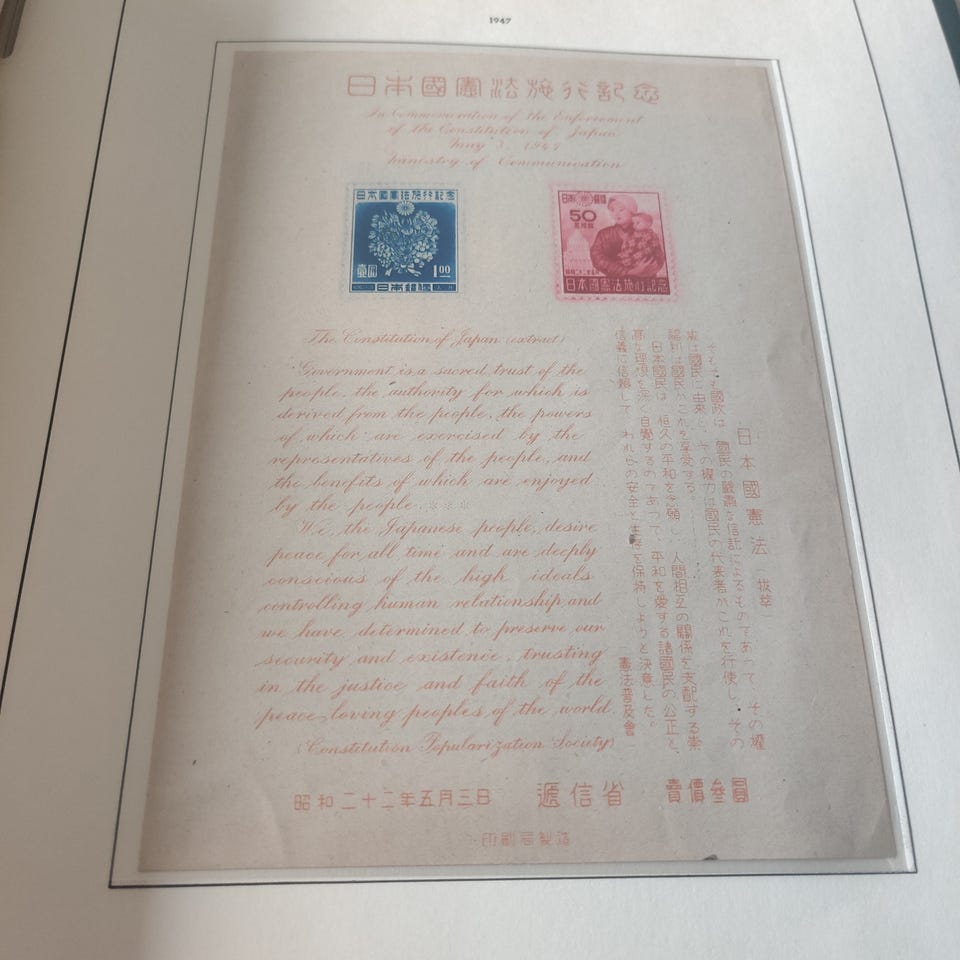 1947
日本國憲法施行記念
In Commemoration of the Enforcement
of the Constitution of Japan
May 3, 1947
Ministry of Communication
日本國憲法施行記念
壹圓
1.00
日本郵便
日本郵便
50
日本國憲法施行記念
The Constitution of Japan (extract)
Government is a sacred trust of the
people, the authority for which is
derived from the people, the powers
of which are exercised by the
representatives of the people, and
the benefits of which are enjoyed
by the people. ※※※
We, the Japanese people, desire
peace for all time and are deeply
conscious of the high ideals
controlling human relationship and
we have determined to preserve our
security and existence, trusting
in the justice and faith of the
peace-loving peoples of the world.
(Constitution Popularization Society)
日本國憲法(抜萃)
そもそも國政は、國民の嚴肅な信託によるものであつて、その權
威は國民に由來し、その權力は國民の代表者がこれを行使し、その
福利は國民がこれを享受する。
日本國民は、恒久の平和を念願し、人間相互の關係を支配する崇
高な理想を深く自覺するのであつて、平和を愛する諸國民の公正と
信義に信頼して、われらの安全と生存を保持しようと決意した。
憲法普及會
昭和二十二年五月三日 遞信省 賣價參圓
印刷局製造